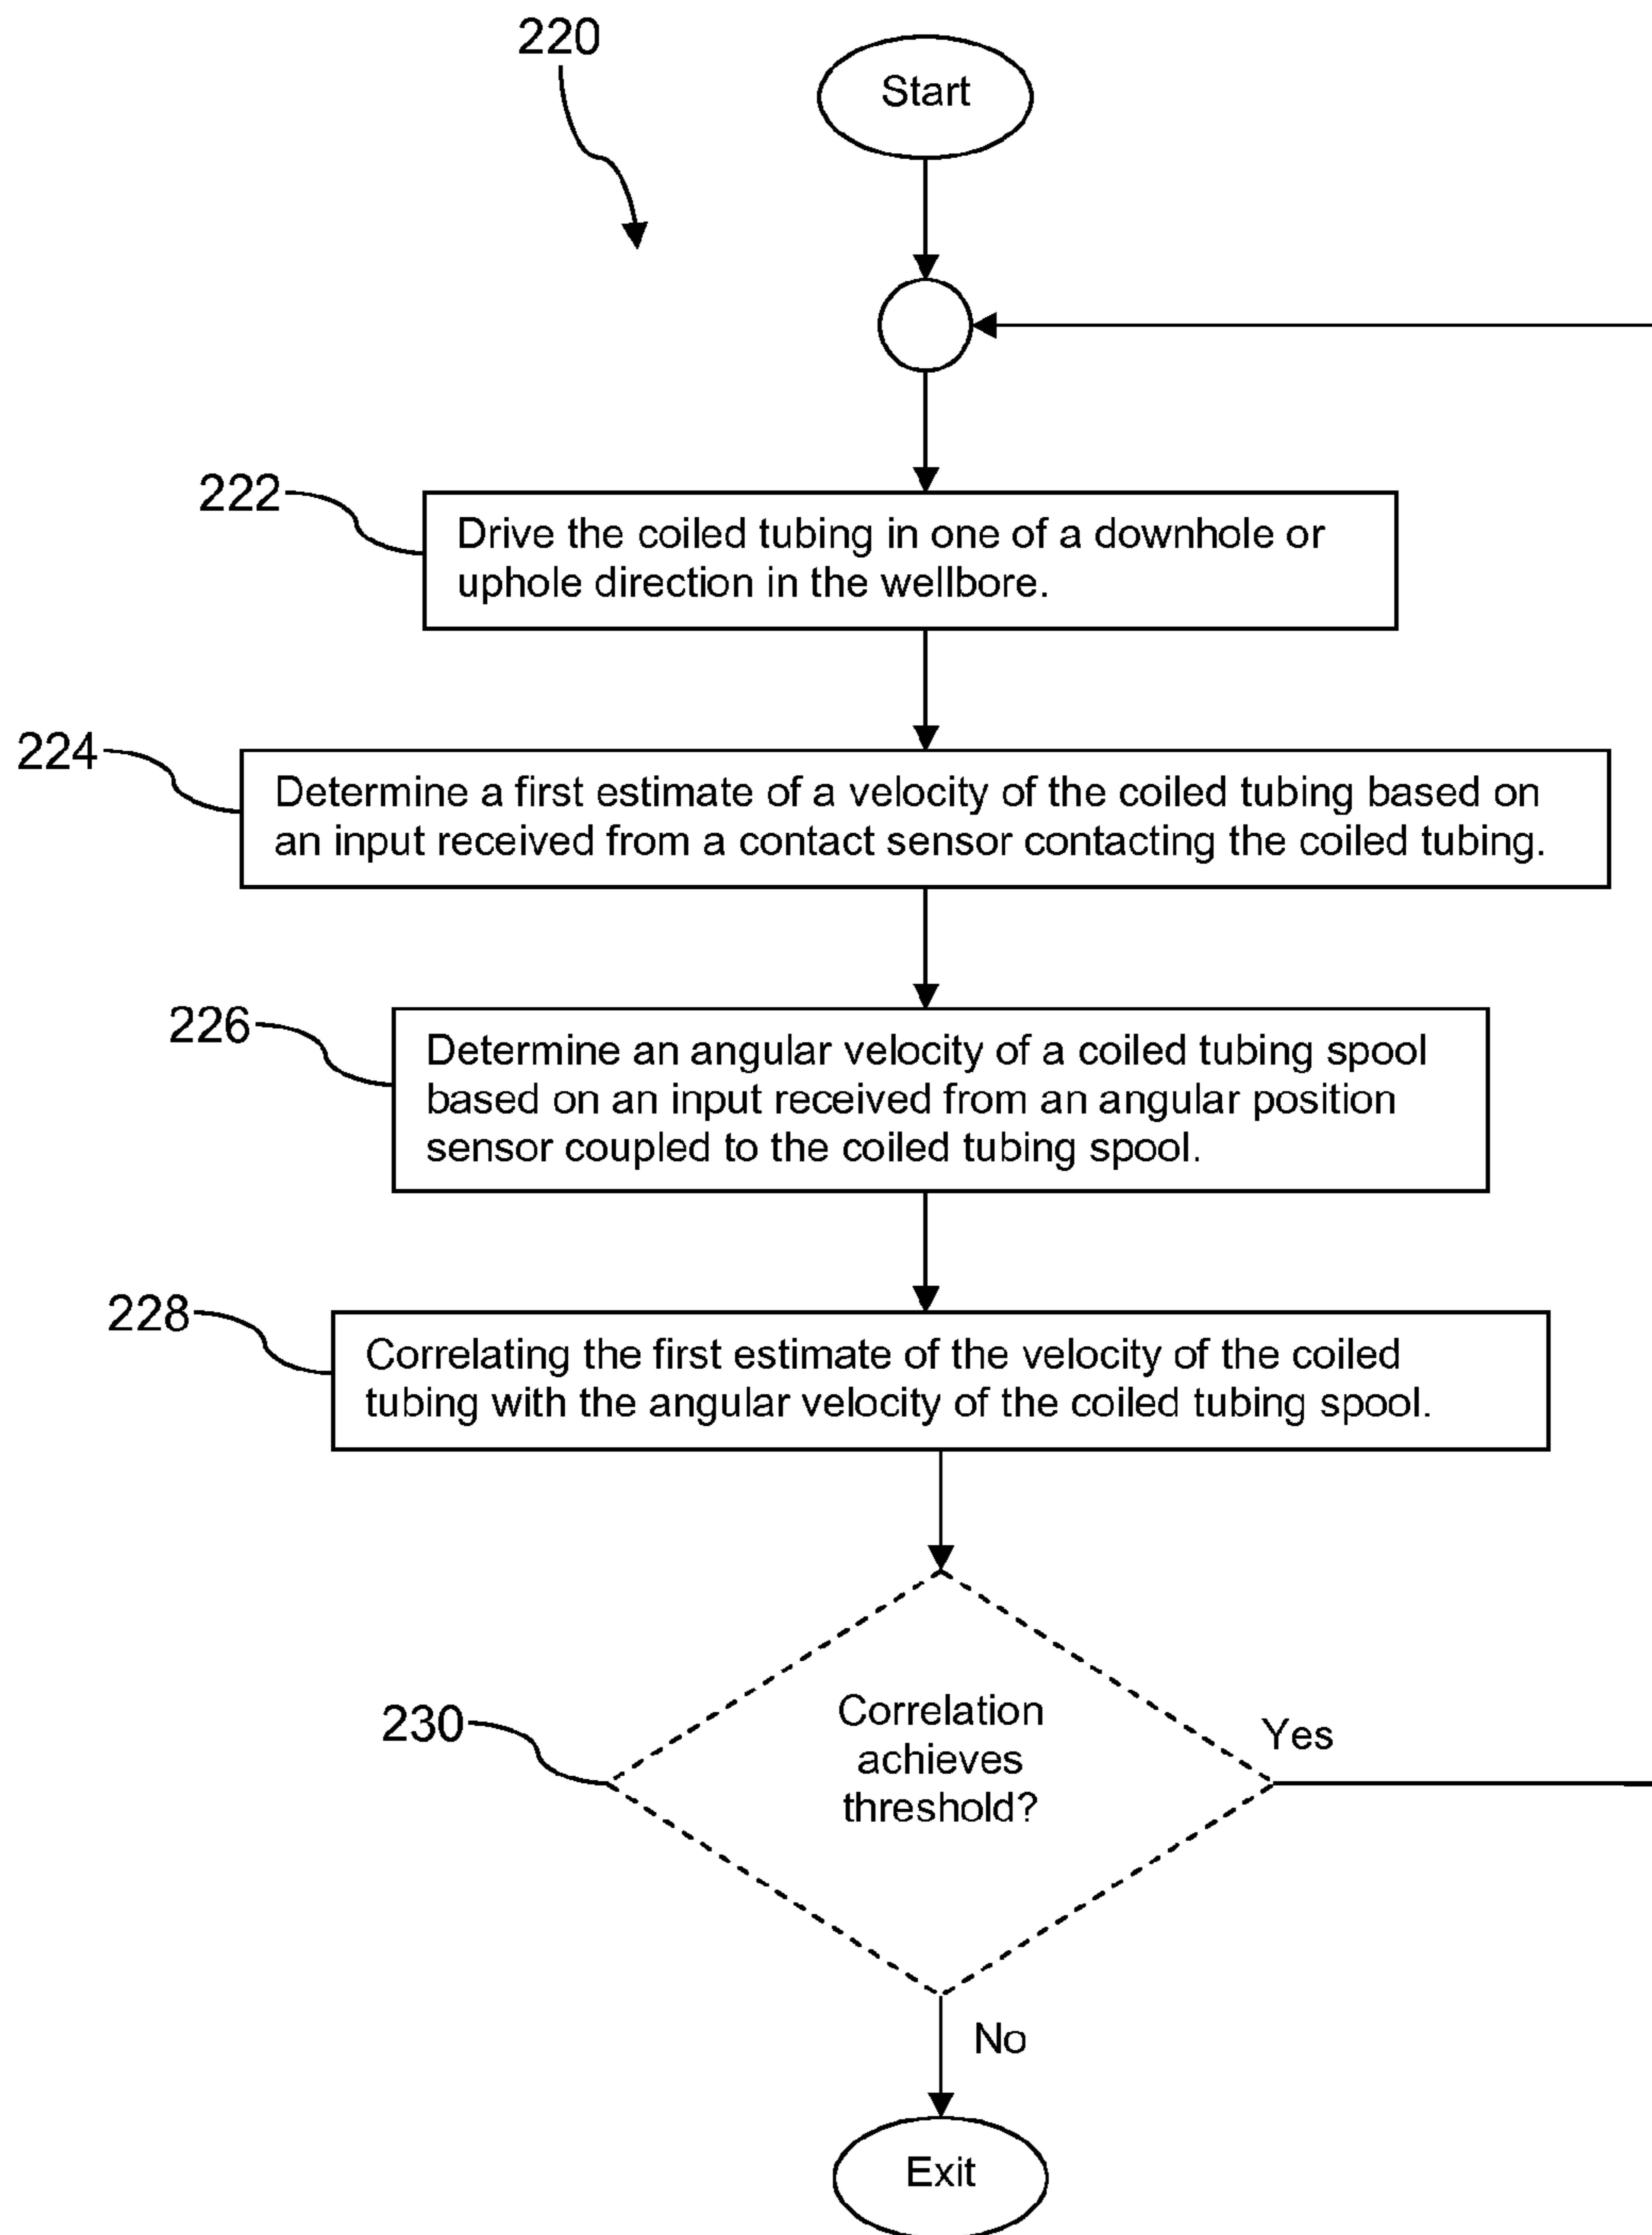 220
Start
222
Drive the coiled tubing in one of a downhole or
uphole direction in the wellbore.
224
Determine a first estimate of a velocity of the coiled tubing based on
an input received from a contact sensor contacting the coiled tubing.
226
Determine an angular velocity of a coiled tubing spool
based on an input received from an angular position
sensor coupled to the coiled tubing spool.
228
Correlating the first estimate of the velocity of the coiled
tubing with the angular velocity of the coiled tubing spool.
230
Correlation
achieves
threshold?
Yes
No
Exit